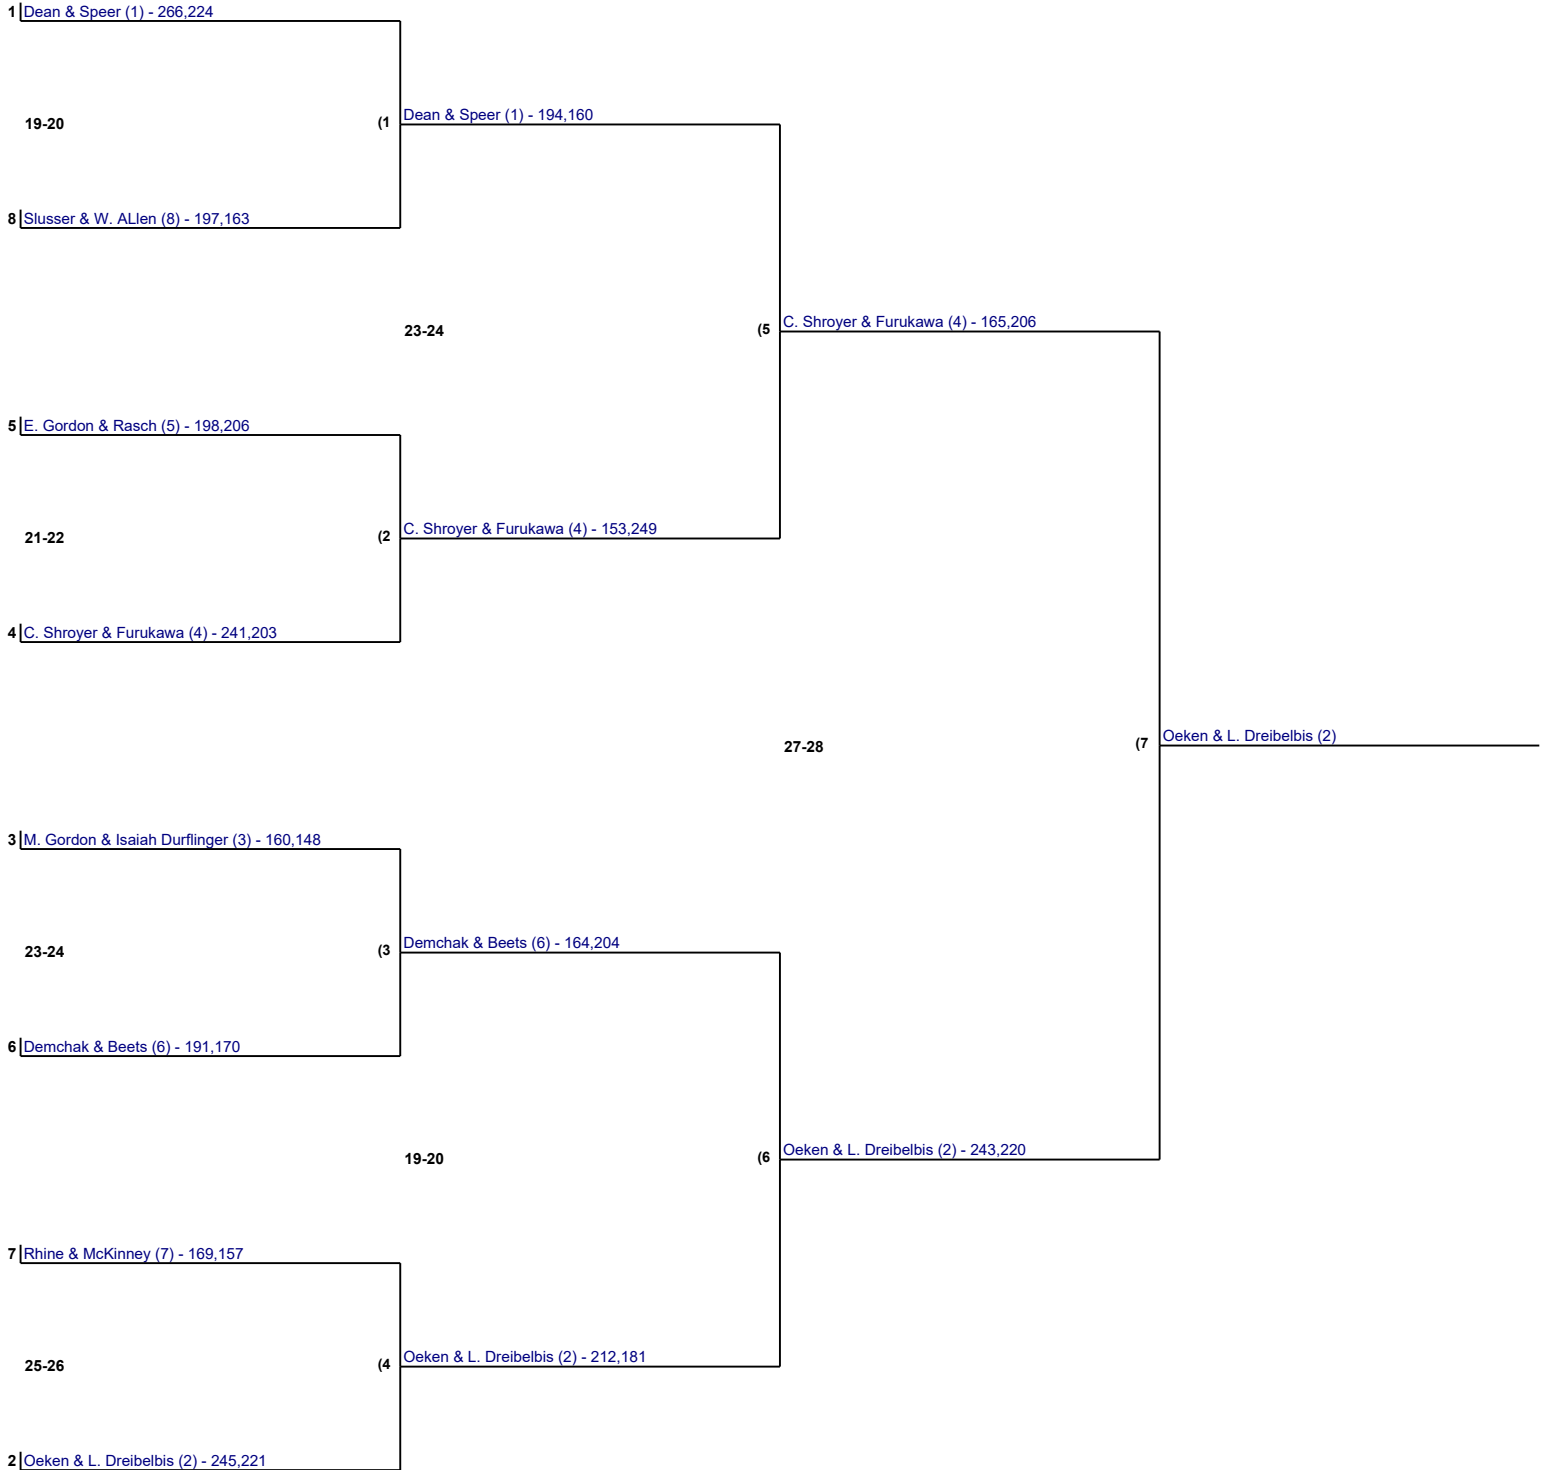 1 Dean & Speer (1) - 266,224
19-20 (1 Dean & Speer (1) - 194,160
8 Slusser & W. ALlen (8) - 197,163
23-24 (5 C. Shroyer & Furukawa (4) - 165,206
5 E. Gordon & Rasch (5) - 198,206
21-22 (2 C. Shroyer & Furukawa (4) - 153,249
4 C. Shroyer & Furukawa (4) - 241,203
27-28 (7 Oeken & L. Dreibelbis (2)
3 M. Gordon & Isaiah Durflinger (3) - 160,148
23-24 (3 Demchak & Beets (6) - 164,204
6 Demchak & Beets (6) - 191,170
19-20 (6 Oeken & L. Dreibelbis (2) - 243,220
7 Rhine & McKinney (7) - 169,157
25-26 (4 Oeken & L. Dreibelbis (2) - 212,181
2 Oeken & L. Dreibelbis (2) - 245,221